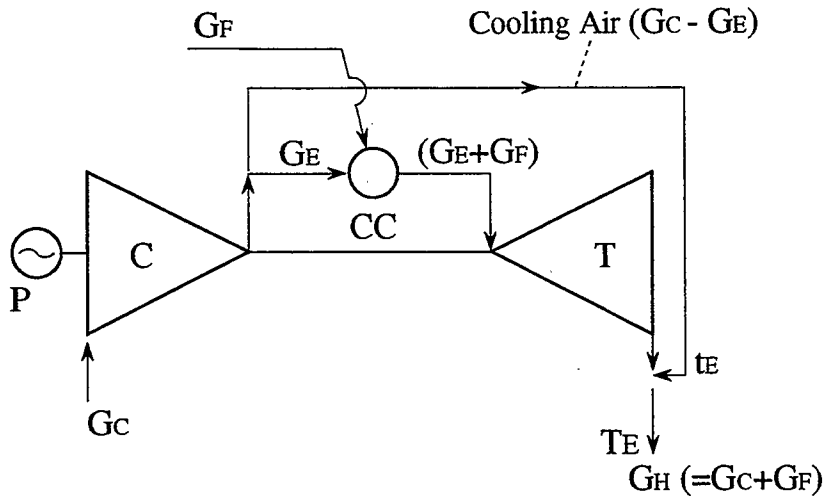 GF
Cooling Air (GC - GE)
GE
(GE+GF)
CC
C
T
P
tE
GC
TE
GH (=GC+GF)